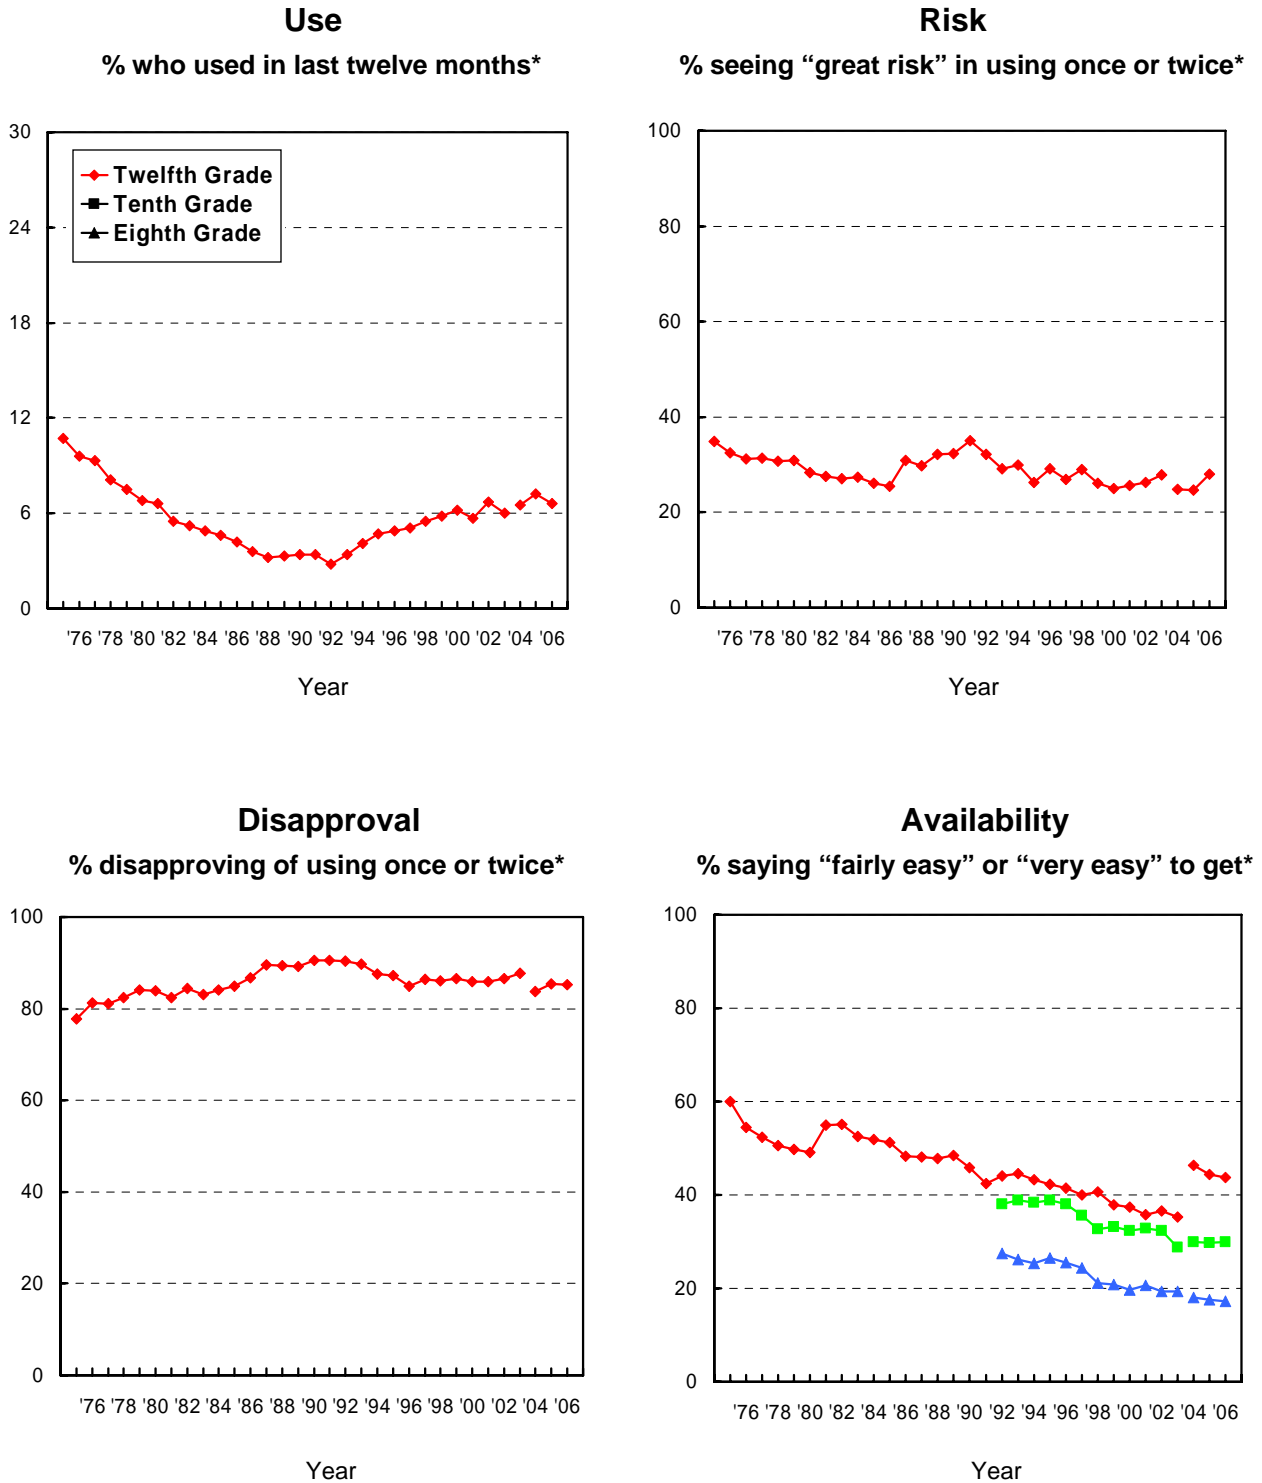 Use
% who used in last twelve months*
30
24
18
12
6
0
Twelfth Grade
Tenth Grade
Eighth Grade
'76 '78 '80 '82 '84 '86 '88 '90 '92 '94 '96 '98 '00 '02 '04 '06
Year
Risk
% seeing “great risk” in using once or twice*
100
80
60
40
20
0
'76 '78 '80 '82 '84 '86 '88 '90 '92 '94 '96 '98 '00 '02 '04 '06
Year
Disapproval
% disapproving of using once or twice*
100
80
60
40
20
0
'76 '78 '80 '82 '84 '86 '88 '90 '92 '94 '96 '98 '00 '02 '04 '06
Year
Availability
% saying “fairly easy” or “very easy” to get*
100
80
60
40
20
0
'76 '78 '80 '82 '84 '86 '88 '90 '92 '94 '96 '98 '00 '02 '04 '06
Year